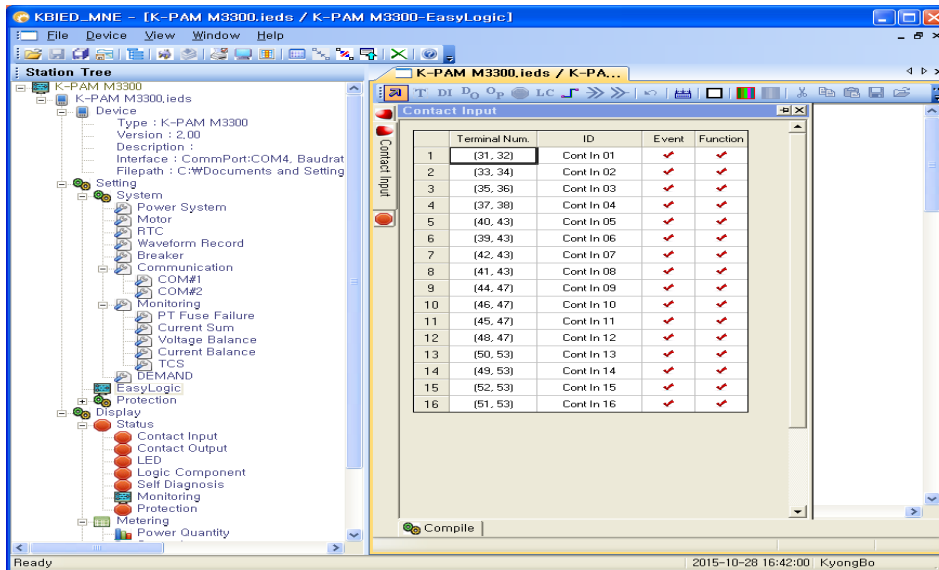 KBIED_MNE - [K-PAM M3300.ieds / K-PAM M3300-EasyLogic]
File Device View Window Help
Station Tree
K-PAM M3300
K-PAM M3300.ieds
Device
Type : K-PAM M3300
Version : 2.00
Description :
Interface : CommPort:COM4, Baudrat
Filepath : C:₩Documents and Setting
Setting
System
Power System
Motor
RTC
Waveform Record
Breaker
Communication
COM#1
COM#2
Monitoring
PT Fuse Failure
Current Sum
Voltage Balance
Current Balance
TCS
DEMAND
EasyLogic
Protection
Display
Status
Contact Input
Contact Output
LED
Logic Component
Self Diagnosis
Monitoring
Protection
Metering
Power Quantity
K-PAM M3300.ieds / K-PA...
T DI DO OP LC
Contact Input
Contact Input
Terminal Num. ID Event Function
1 (31, 32) Cont In 01
2 (33, 34) Cont In 02
3 (35, 36) Cont In 03
4 (37, 38) Cont In 04
5 (40, 43) Cont In 05
6 (39, 43) Cont In 06
7 (42, 43) Cont In 07
8 (41, 43) Cont In 08
9 (44, 47) Cont In 09
10 (46, 47) Cont In 10
11 (45, 47) Cont In 11
12 (48, 47) Cont In 12
13 (50, 53) Cont In 13
14 (49, 53) Cont In 14
15 (52, 53) Cont In 15
16 (51, 53) Cont In 16
Compile
Ready 2015-10-28 16:42:00 KyongBo